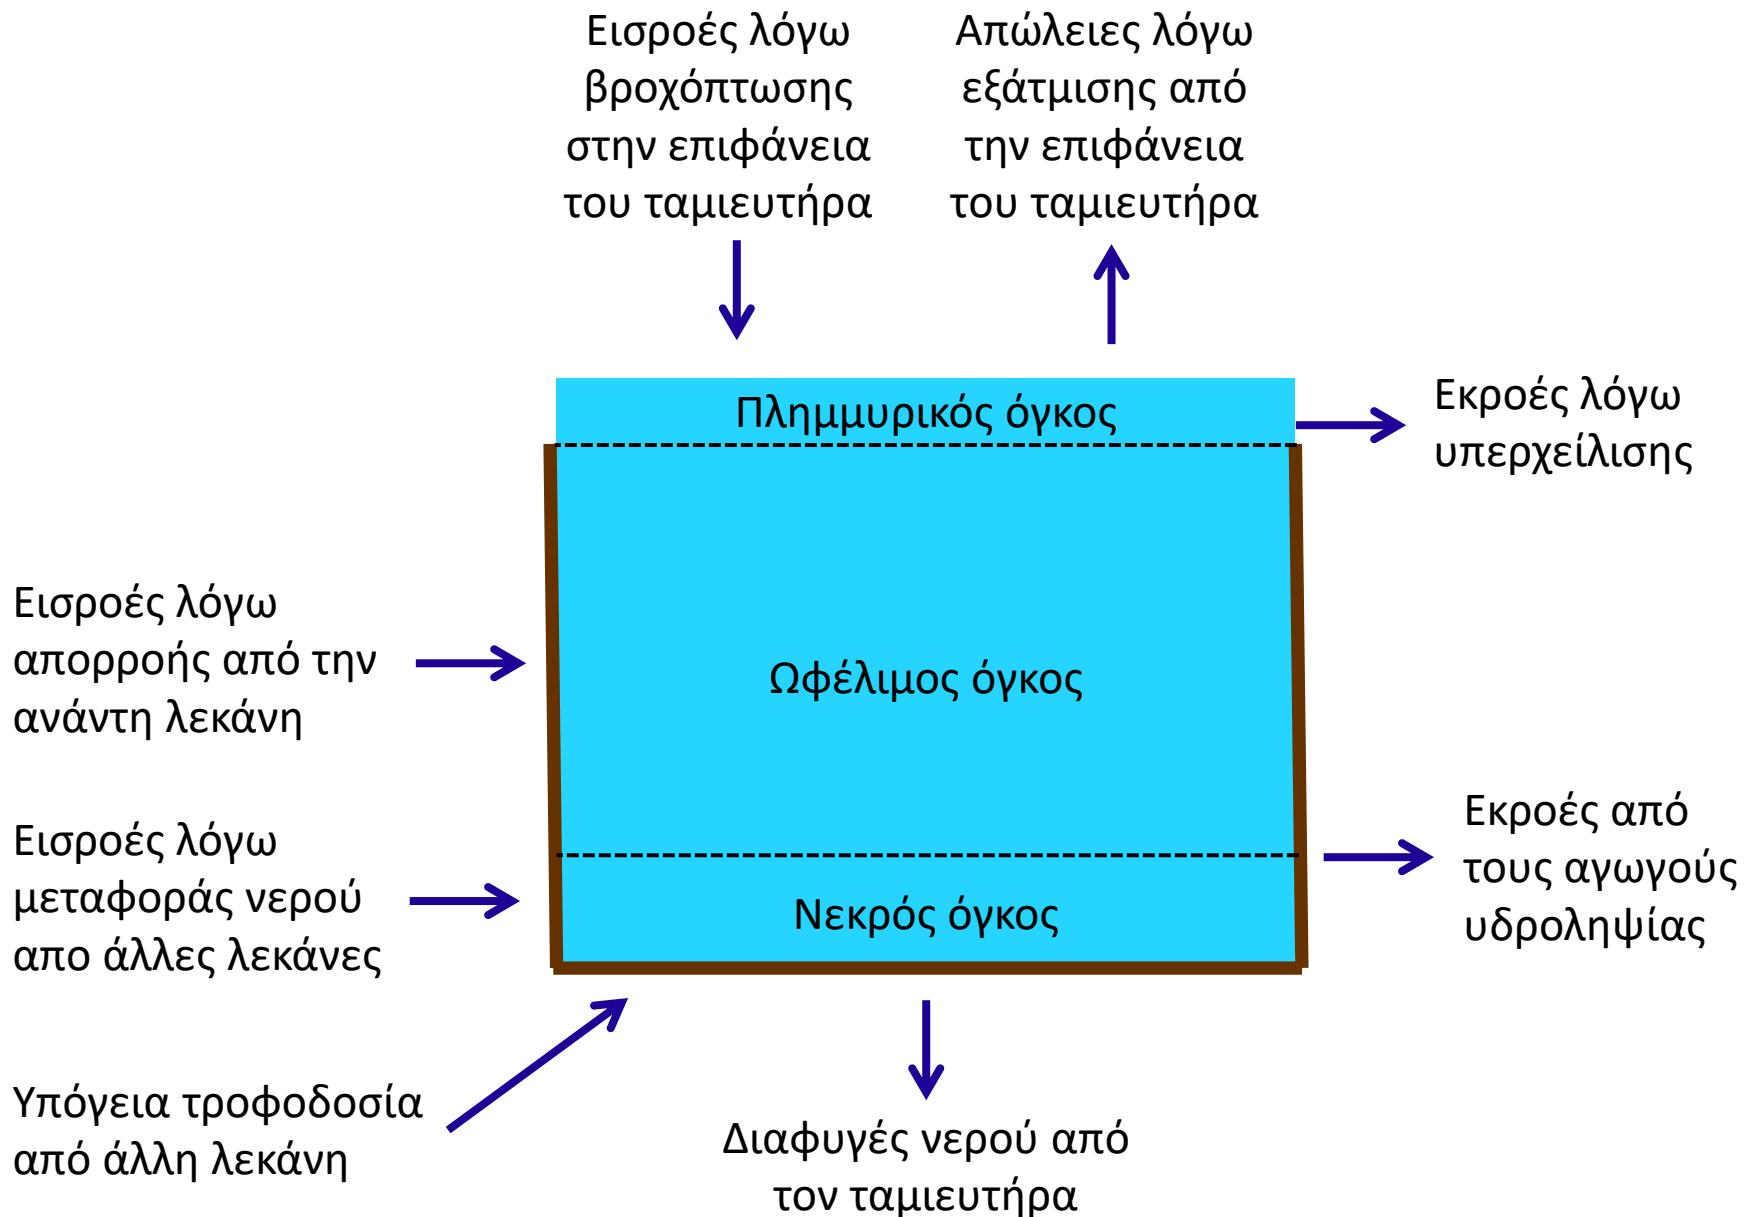 Εισροές λόγω
βροχόπτωσης
στην επιφάνεια
του ταμιευτήρα
Απώλειες λόγω
εξάτμισης από
την επιφάνεια
του ταμιευτήρα
Πλημμυρικός όγκος
Εκροές λόγω
υπερχείλισης
Εισροές λόγω
απορροής από την
ανάντη λεκάνη
Ωφέλιμος όγκος
Εισροές λόγω
μεταφοράς νερού
απο άλλες λεκάνες
Νεκρός όγκος
Εκροές από
τους αγωγούς
υδροληψίας
Υπόγεια τροφοδοσία
από άλλη λεκάνη
Διαφυγές νερού από
τον ταμιευτήρα